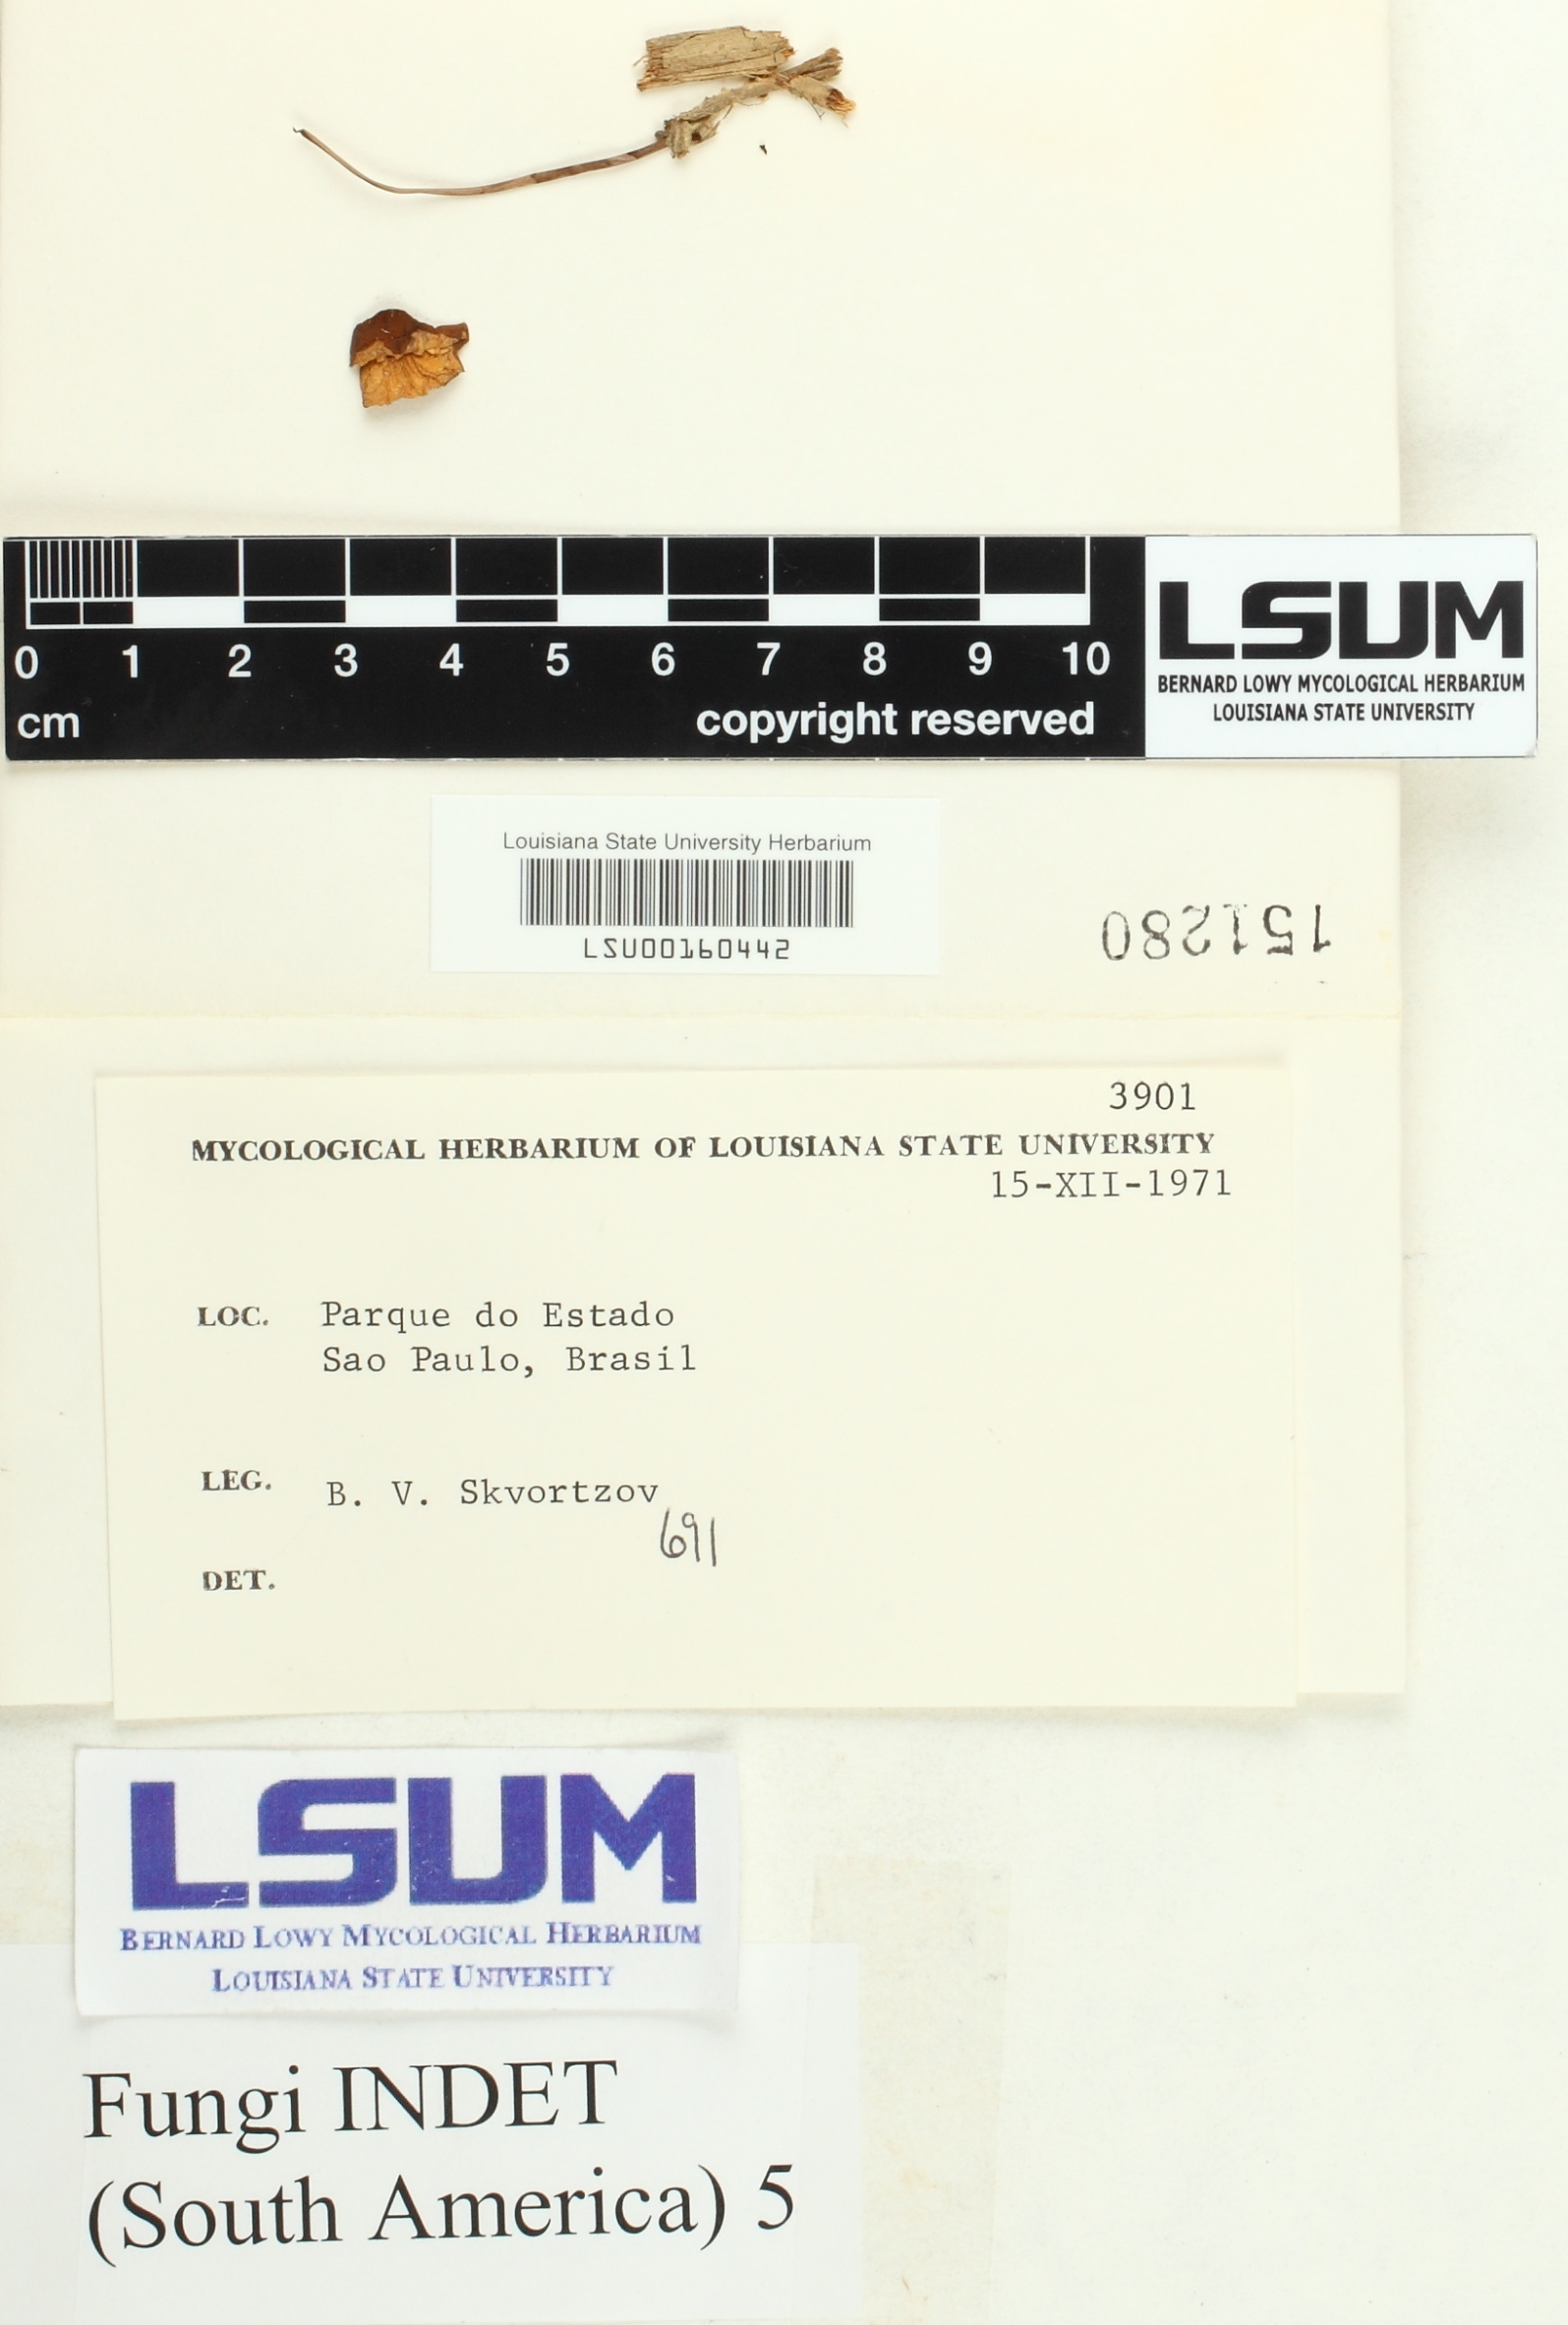 0 1 2 3 4 5 6 7 8 9 10
cm copyright reserved
LSUM
BERNARD LOWY MYCOLOGICAL HERBARIUM
LOUISIANA STATE UNIVERSITY
Louisiana State University Herbarium
LSU00160442
151280
3901
MYCOLOGICAL HERBARIUM OF LOUISIANA STATE UNIVERSITY
15-XII-1971
LOC. Parque do Estado
Sao Paulo, Brasil
LEG. B. V. Skvortzov
691
DET.
LSUM
BERNARD LOWY MYCOLOGICAL HERBARIUM
LOUISIANA STATE UNIVERSITY
Fungi INDET
(South America) 5